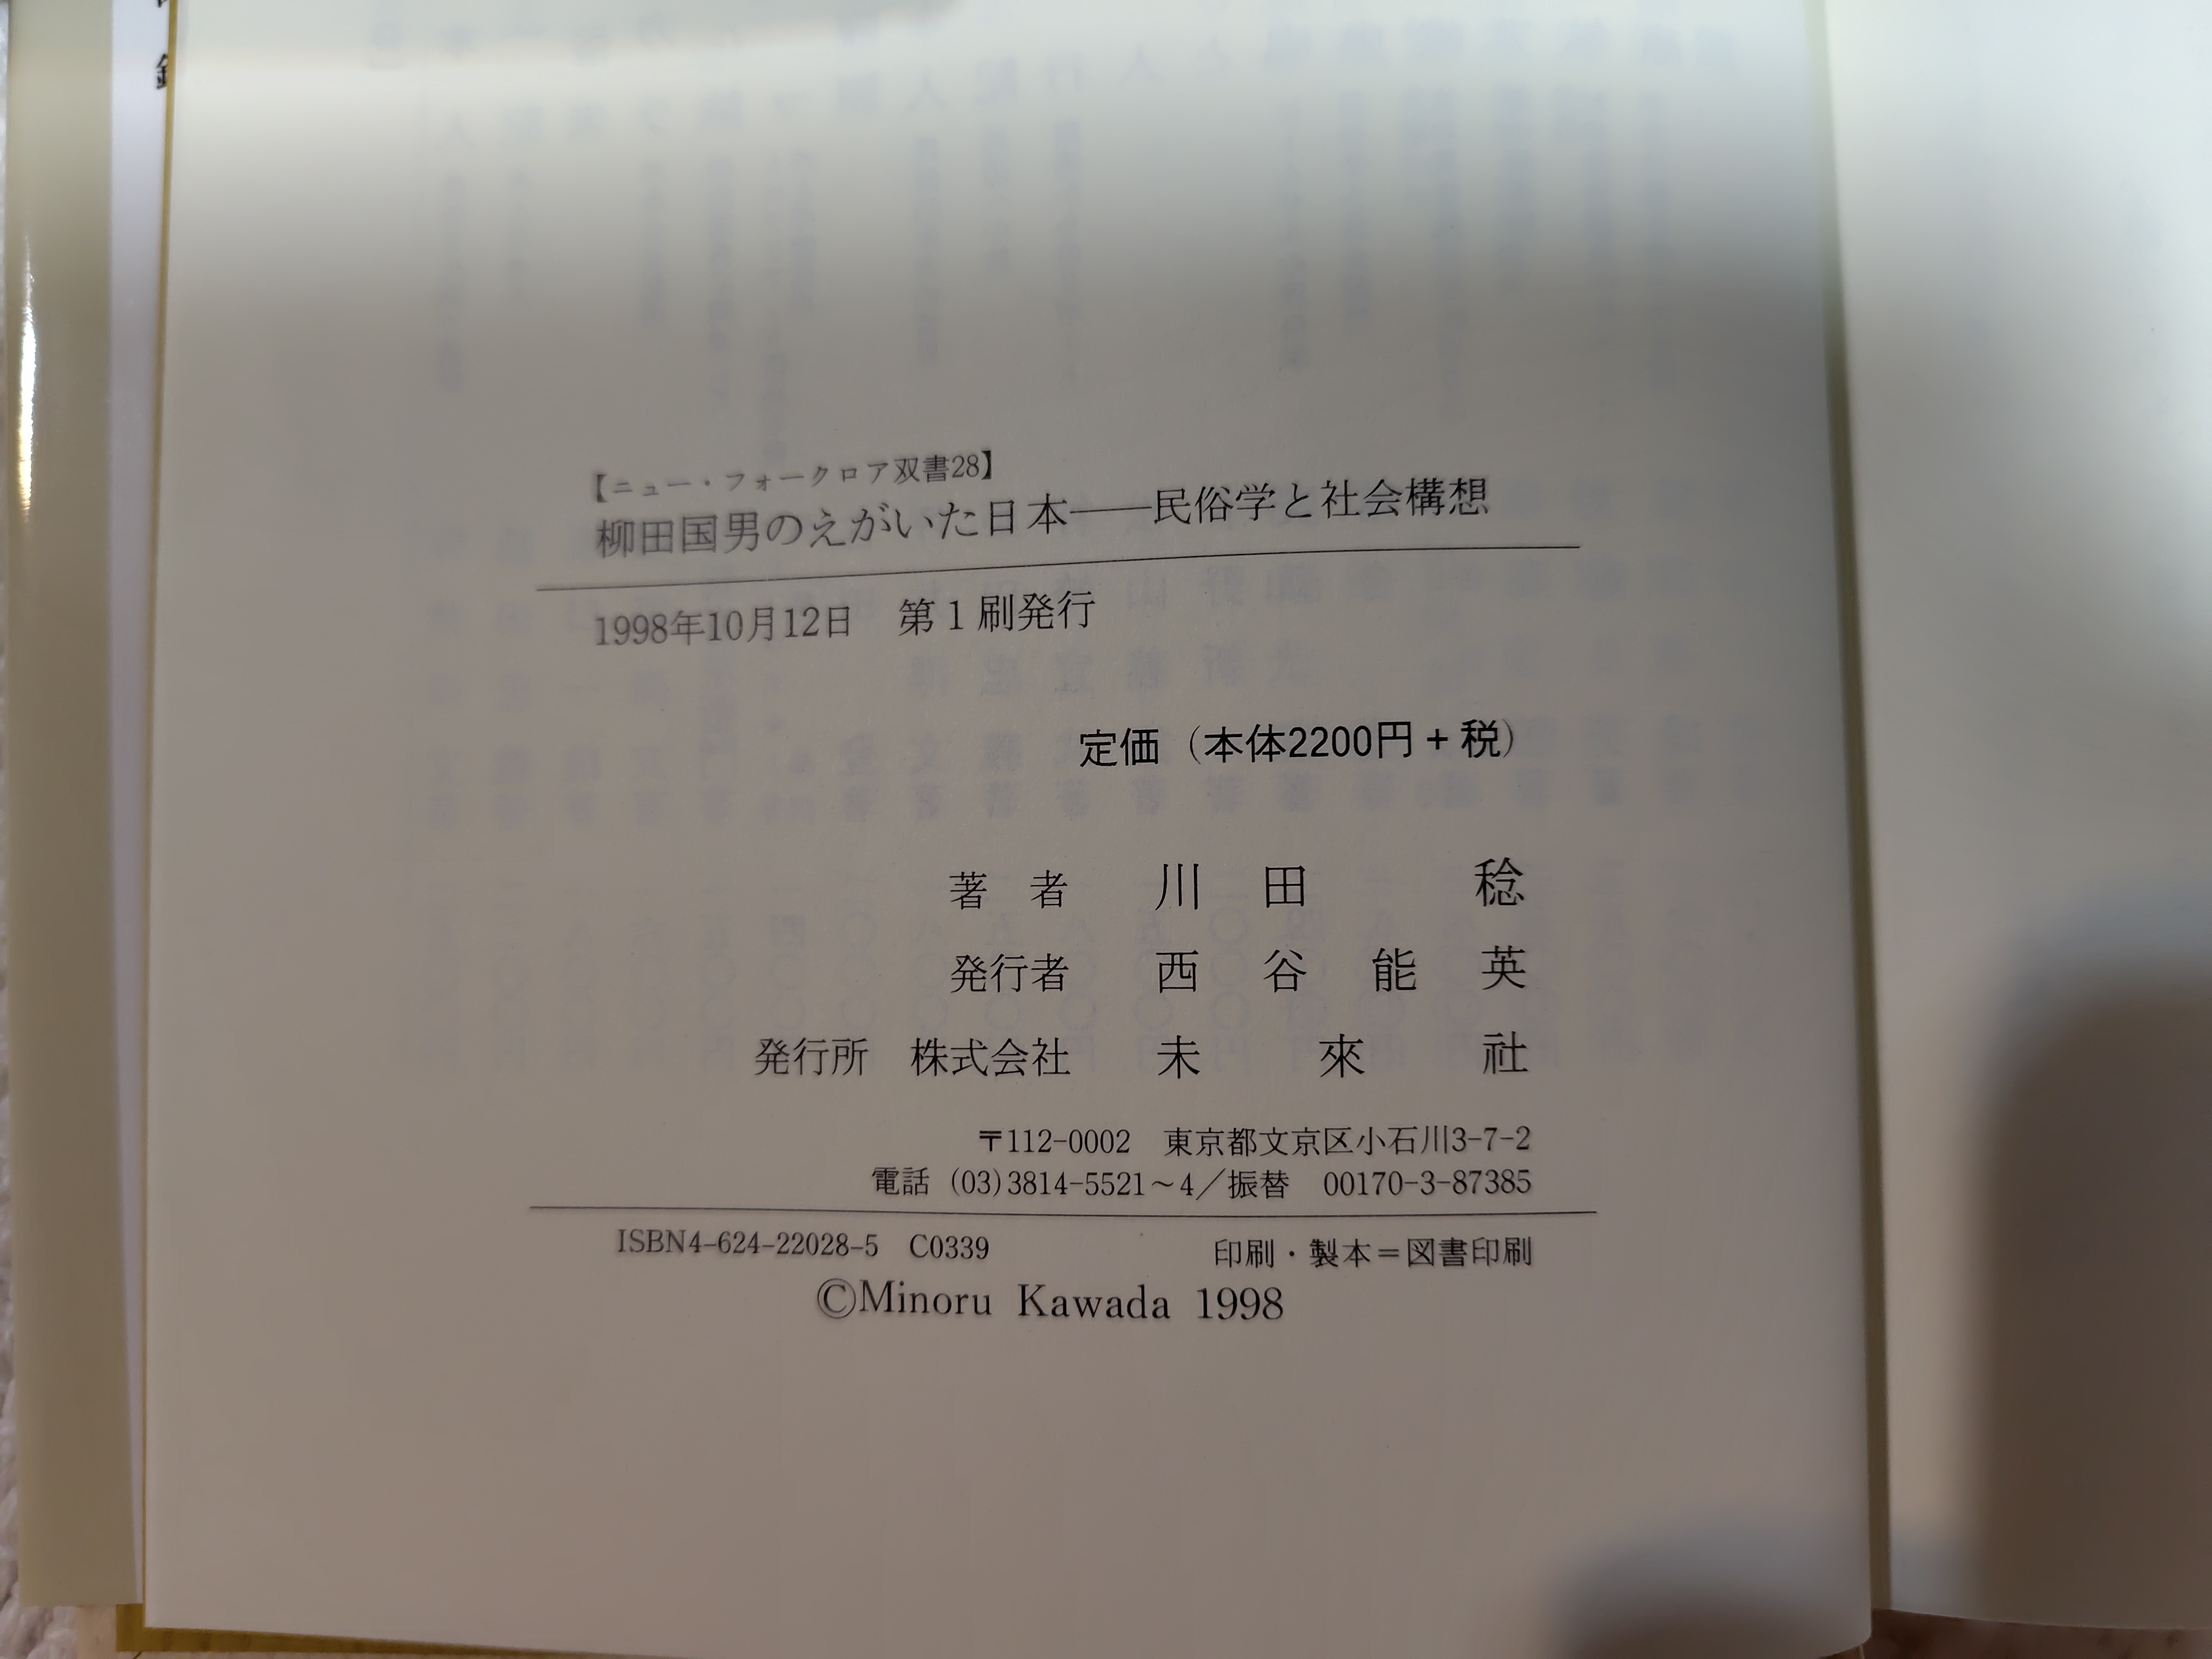 【ニュー・フォークロア双書28】
柳田国男のえがいた日本――民俗学と社会構想
1998年10月12日　第1刷発行
定価（本体2200円＋税）
著　者　川　田　　稔
発行者　西　谷　能　英
発行所　株式会社　未　來　社
〒112-0002　東京都文京区小石川3-7-2
電話（03）3814-5521～4／振替　00170-3-87385
ISBN4-624-22028-5　C0339　印刷・製本＝図書印刷
©Minoru Kawada 1998